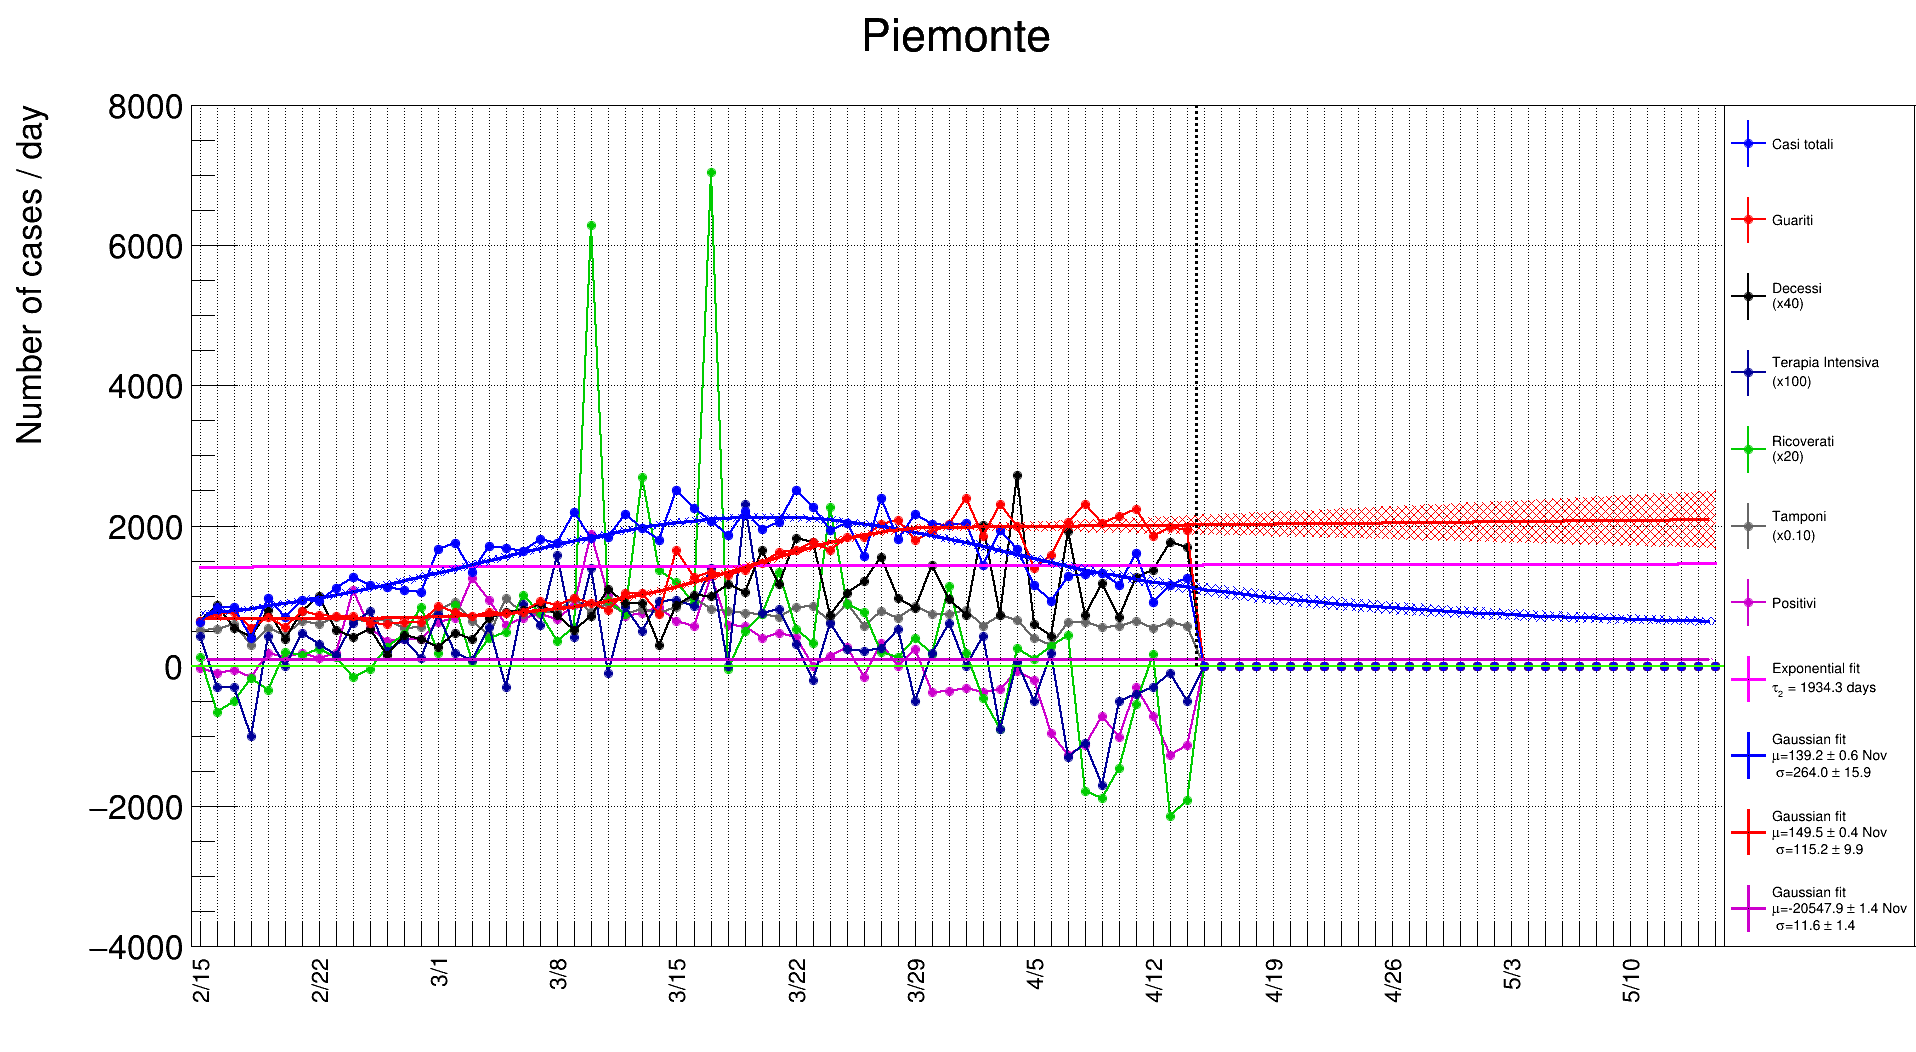 Piemonte
Number of cases / day
8000
6000
4000
2000
0
−2000
−4000
2/15
2/22
3/1
3/8
3/15
3/22
3/29
4/5
4/12
4/19
4/26
5/3
5/10
Casi totali
Guariti
Decessi
(x40)
Terapia Intensiva
(x100)
Ricoverati
(x20)
Tamponi
(x0.10)
Positivi
Exponential fit
τ₂ = 1934.3 days
Gaussian fit
μ=139.2 ± 0.6 Nov
σ=264.0 ± 15.9
Gaussian fit
μ=149.5 ± 0.4 Nov
σ=115.2 ± 9.9
Gaussian fit
μ=-20547.9 ± 1.4 Nov
σ=11.6 ± 1.4